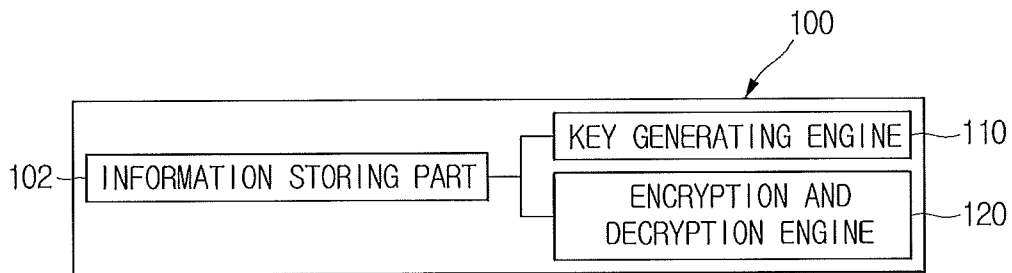 100
KEY GENERATING ENGINE
110
102
INFORMATION STORING PART
ENCRYPTION AND
DECRYPTION ENGINE
120